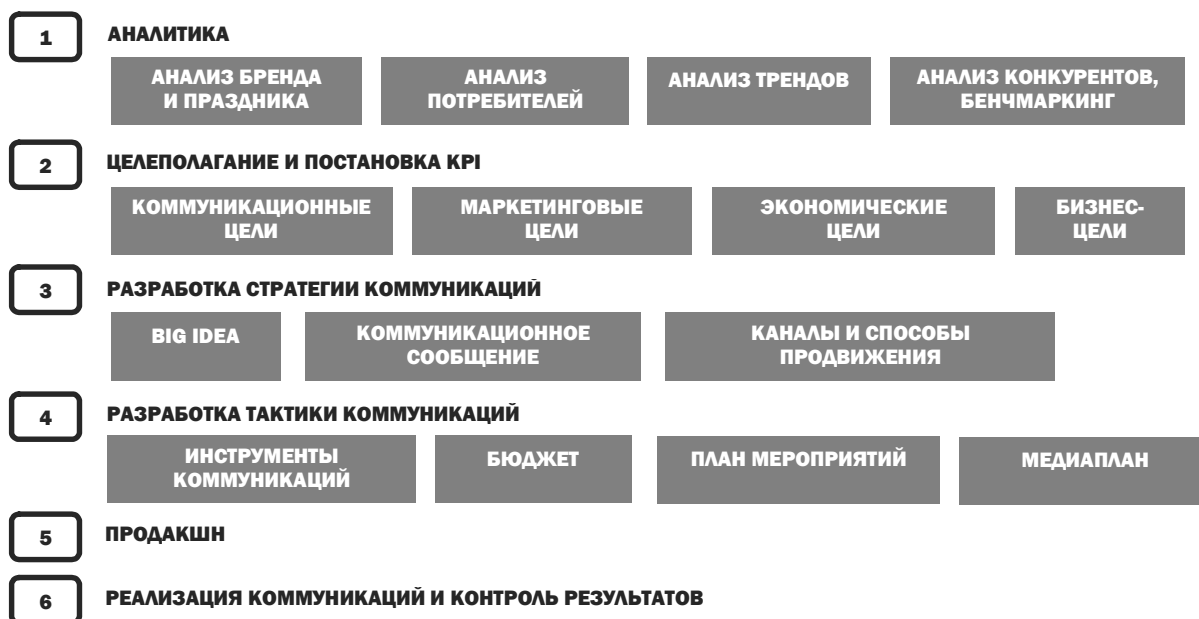 1
АНАЛИТИКА
АНАЛИЗ БРЕНДА
И ПРАЗДНИКА
АНАЛИЗ
ПОТРЕБИТЕЛЕЙ
АНАЛИЗ ТРЕНДОВ
АНАЛИЗ КОНКУРЕНТОВ,
БЕНЧМАРКИНГ
2
ЦЕЛЕПОЛАГАНИЕ И ПОСТАНОВКА KPI
КОММУНИКАЦИОННЫЕ
ЦЕЛИ
МАРКЕТИНГОВЫЕ
ЦЕЛИ
ЭКОНОМИЧЕСКИЕ
ЦЕЛИ
БИЗНЕС-
ЦЕЛИ
3
РАЗРАБОТКА СТРАТЕГИИ КОММУНИКАЦИЙ
BIG IDEA
КОММУНИКАЦИОННОЕ
СООБЩЕНИЕ
КАНАЛЫ И СПОСОБЫ
ПРОДВИЖЕНИЯ
4
РАЗРАБОТКА ТАКТИКИ КОММУНИКАЦИЙ
ИНСТРУМЕНТЫ
КОММУНИКАЦИЙ
БЮДЖЕТ
ПЛАН МЕРОПРИЯТИЙ
МЕДИАПЛАН
5
ПРОДАКШН
6
РЕАЛИЗАЦИЯ КОММУНИКАЦИЙ И КОНТРОЛЬ РЕЗУЛЬТАТОВ